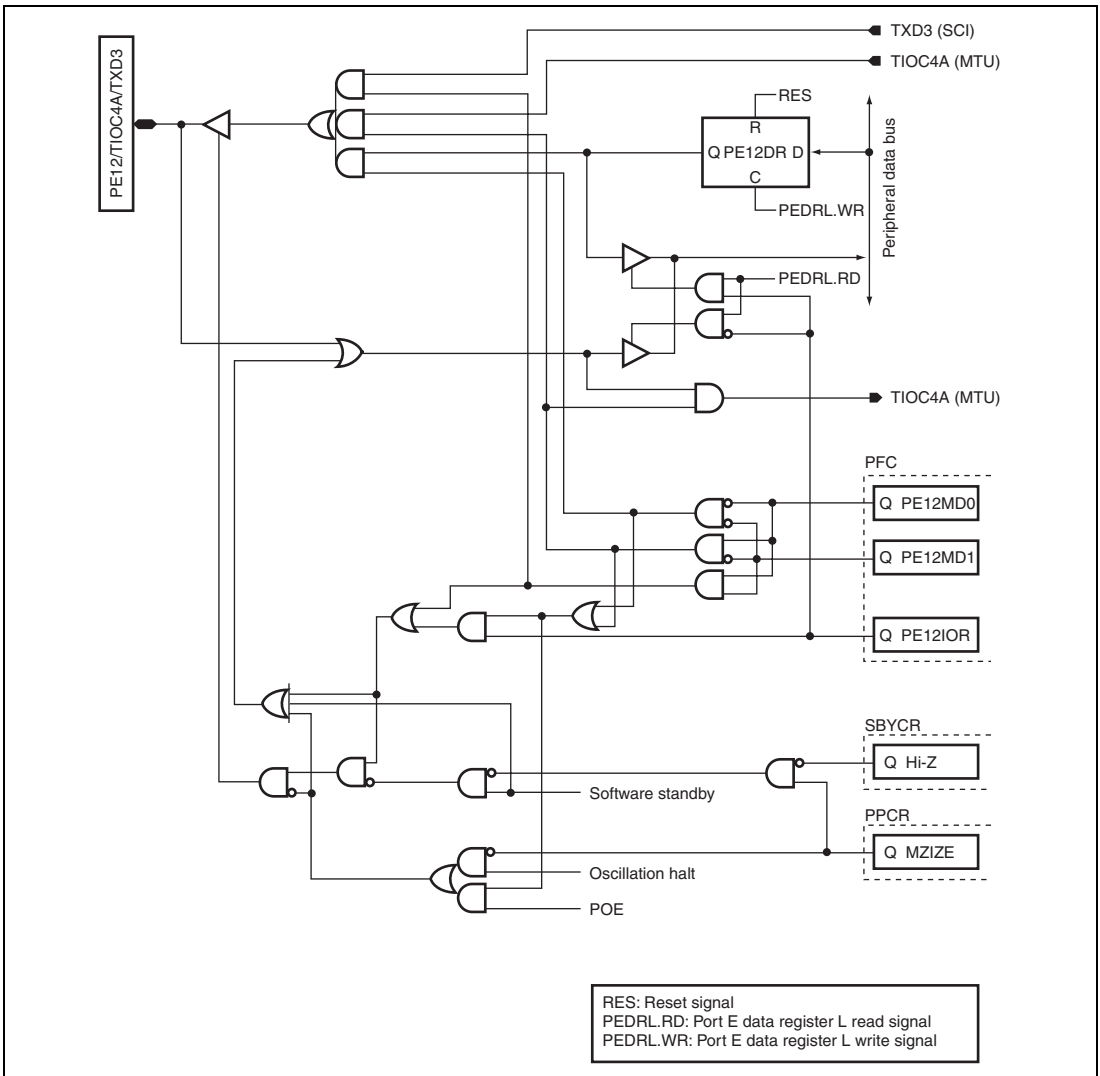 PE12/TIOC4A/TXD3
TXD3 (SCI)
TIOC4A (MTU)
RES
R
Q PE12DR D
C
PEDRL.WR
Peripheral data bus
PEDRL.RD
TIOC4A (MTU)
PFC
Q PE12MD0
Q PE12MD1
Q PE12IOR
SBYCR
Q Hi-Z
Software standby
PPCR
Q MZIZE
Oscillation halt
POE
RES: Reset signal
PEDRL.RD: Port E data register L read signal
PEDRL.WR: Port E data register L write signal